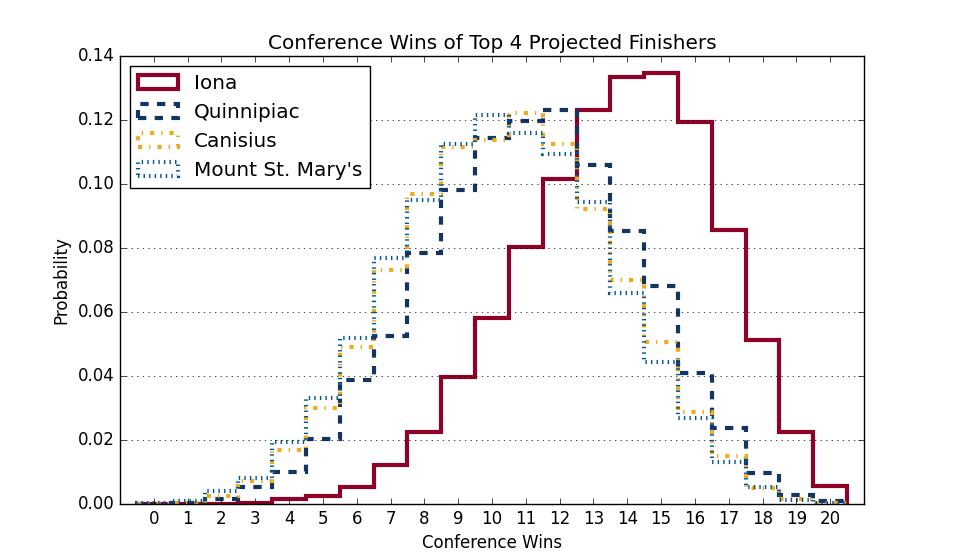 Conference Wins of Top 4 Projected Finishers
Iona
Quinnipiac
Canisius
Mount St. Mary's
Probability
0.14
0.12
0.10
0.08
0.06
0.04
0.02
0.00
0 1 2 3 4 5 6 7 8 9 10 11 12 13 14 15 16 17 18 19 20
Conference Wins